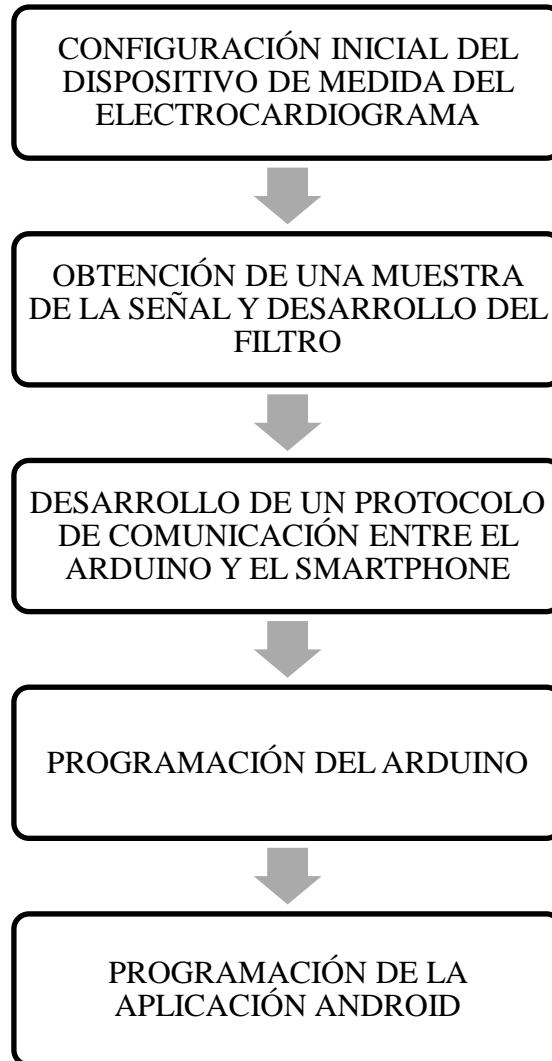 CONFIGURACIÓN INICIAL DEL
DISPOSITIVO DE MEDIDA DEL
ELECTROCARDIOGRAMA
OBTENCIÓN DE UNA MUESTRA
DE LA SEÑAL Y DESARROLLO DEL
FILTRO
DESARROLLO DE UN PROTOCOLO
DE COMUNICACIÓN ENTRE EL
ARDUINO Y EL SMARTPHONE
PROGRAMACIÓN DEL ARDUINO
PROGRAMACIÓN DE LA
APLICACIÓN ANDROID